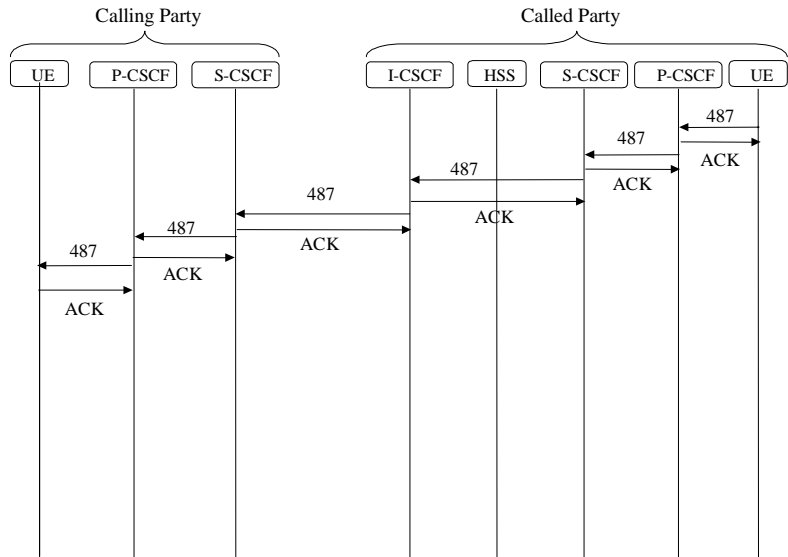 Calling Party
Called Party
UE
P-CSCF
S-CSCF
I-CSCF
HSS
S-CSCF
P-CSCF
UE
487
ACK
487
ACK
487
ACK
487
ACK
487
ACK
487
ACK